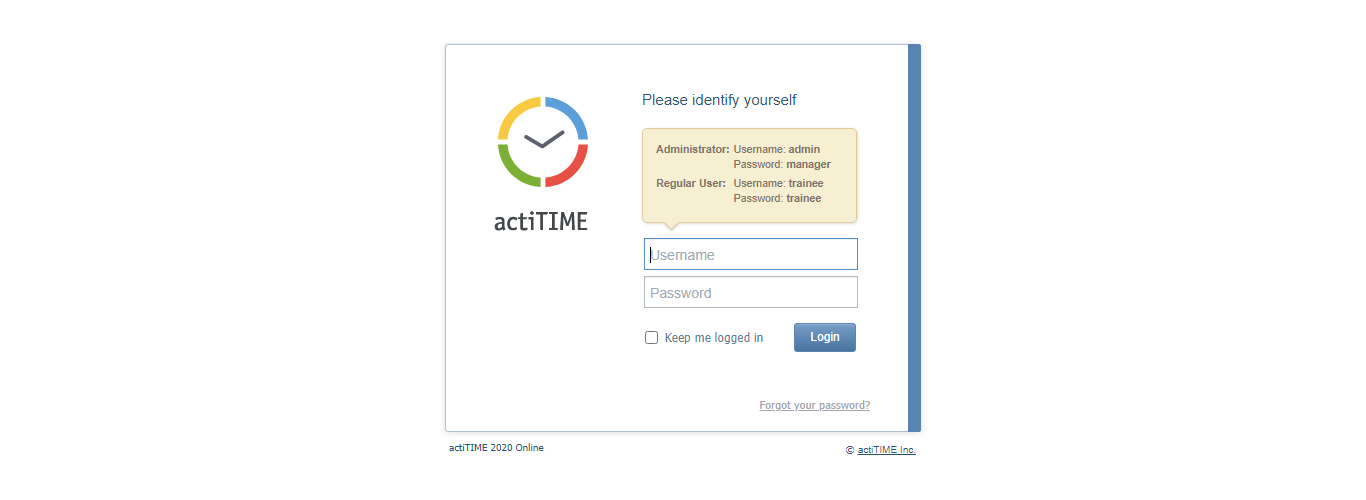 Please identify yourself
Administrator: Username: admin
Password: manager
Regular User: Username: trainee
Password: trainee
actiTIME
Username
Password
Keep me logged in
Login
Forgot your password?
actiTIME 2020 Online
© actiTIME Inc.